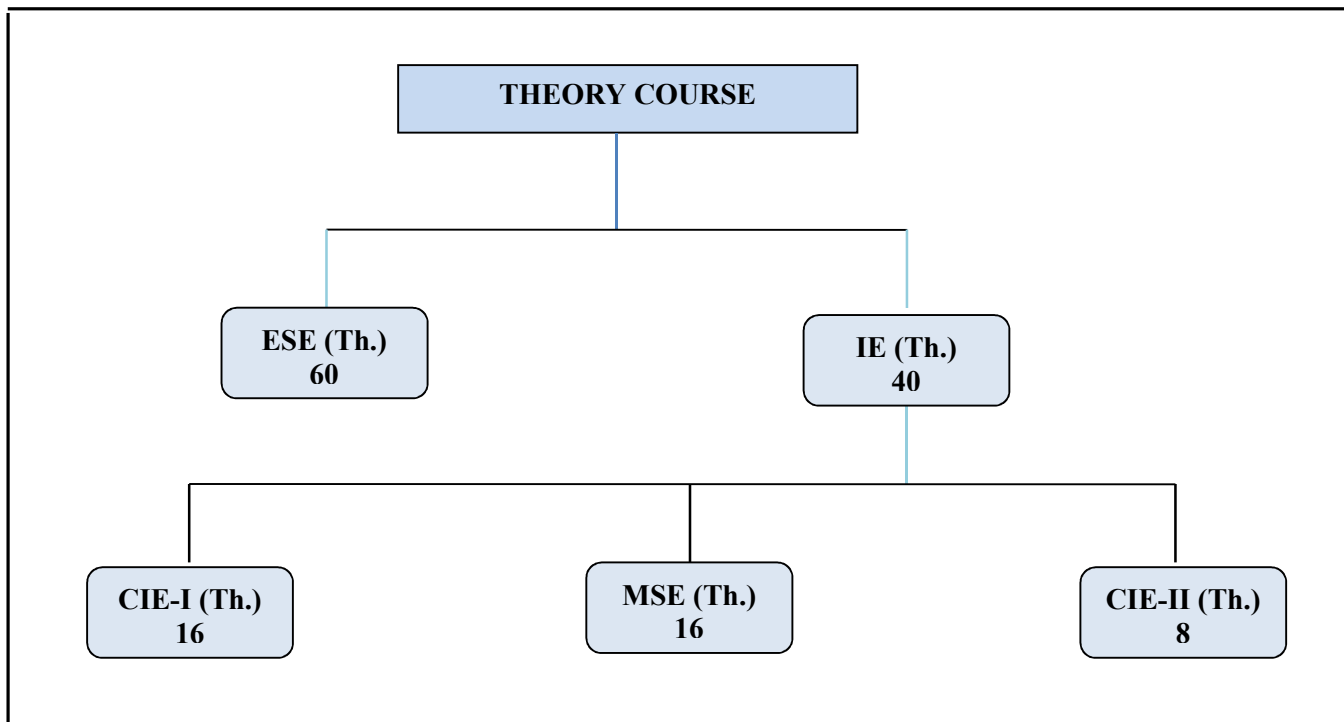 THEORY COURSE
ESE (Th.)
60
IE (Th.)
40
CIE-I (Th.)
16
MSE (Th.)
16
CIE-II (Th.)
8